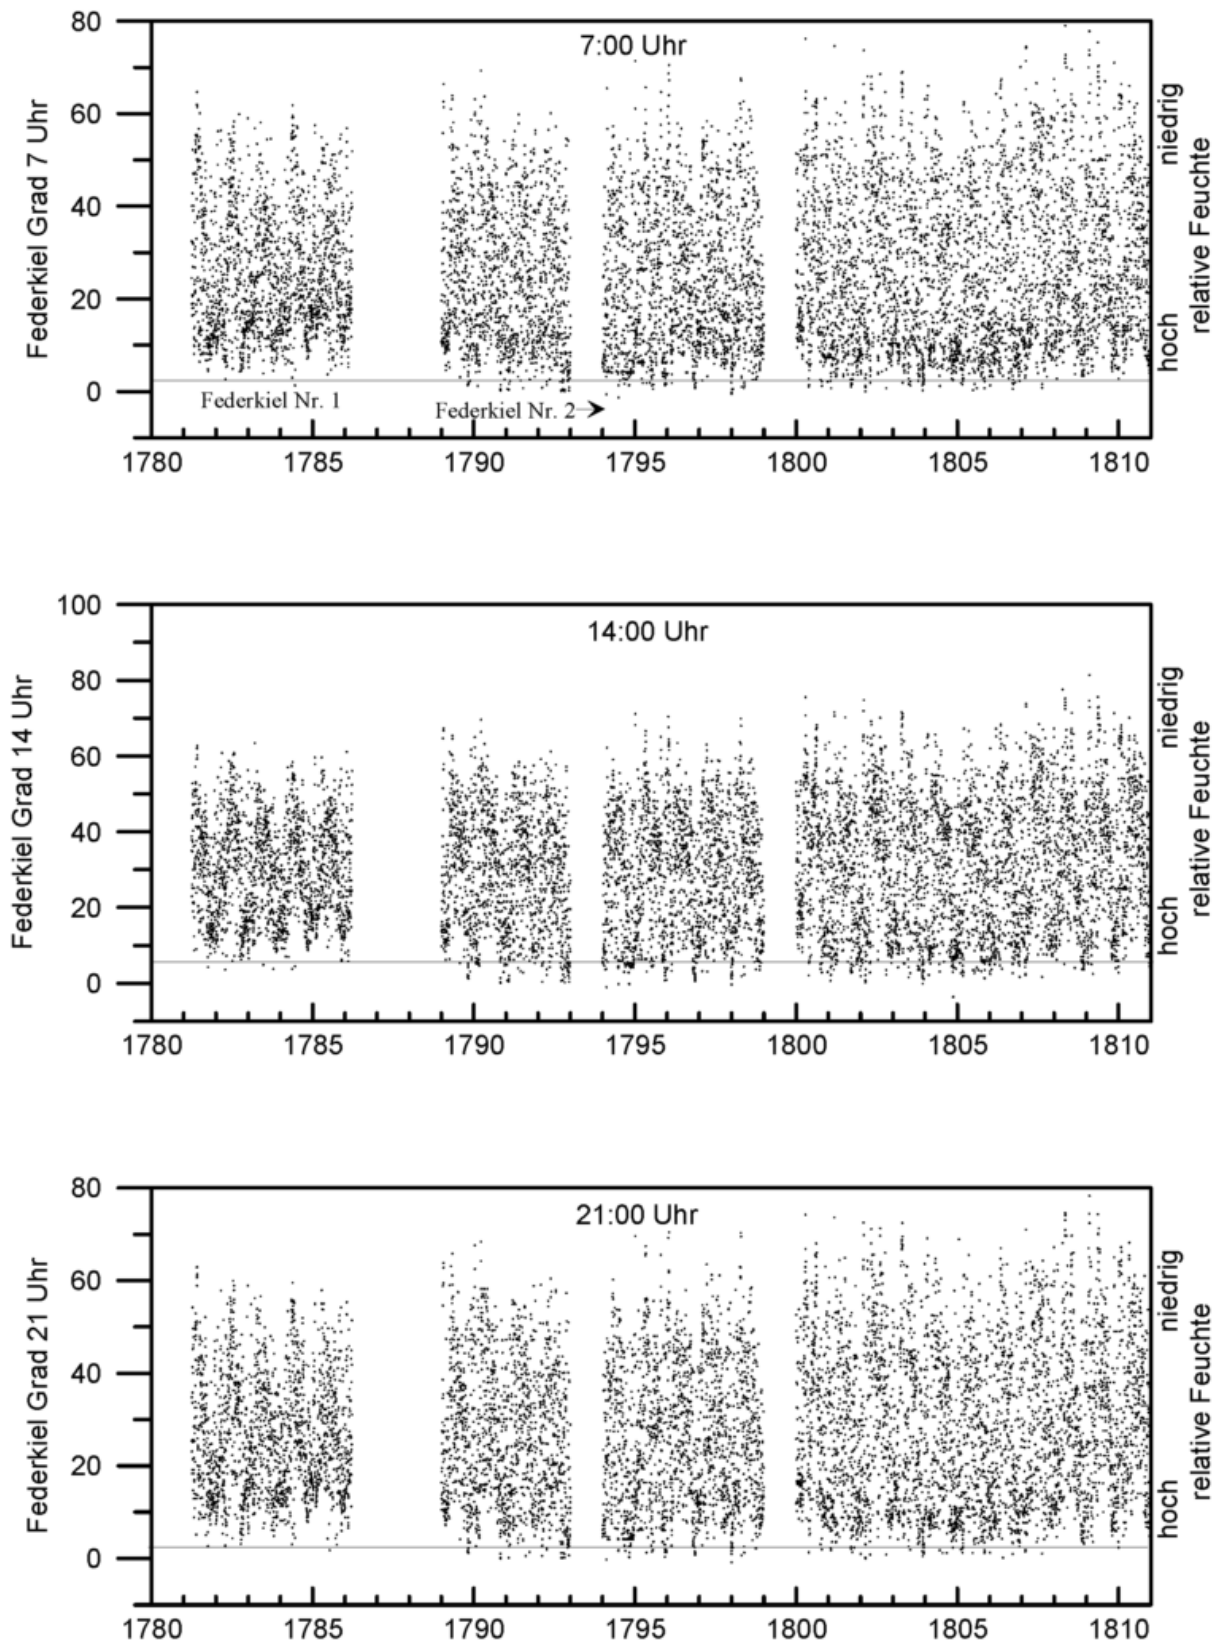 7:00 Uhr
80
60
40
20
0
Federkiel Grad 7 Uhr
niedrig
hoch
relative Feuchte
Federkiel Nr. 1
Federkiel Nr. 2
1780 1785 1790 1795 1800 1805 1810
14:00 Uhr
100
80
60
40
20
0
Federkiel Grad 14 Uhr
niedrig
hoch
relative Feuchte
1780 1785 1790 1795 1800 1805 1810
21:00 Uhr
80
60
40
20
0
Federkiel Grad 21 Uhr
niedrig
hoch
relative Feuchte
1780 1785 1790 1795 1800 1805 1810